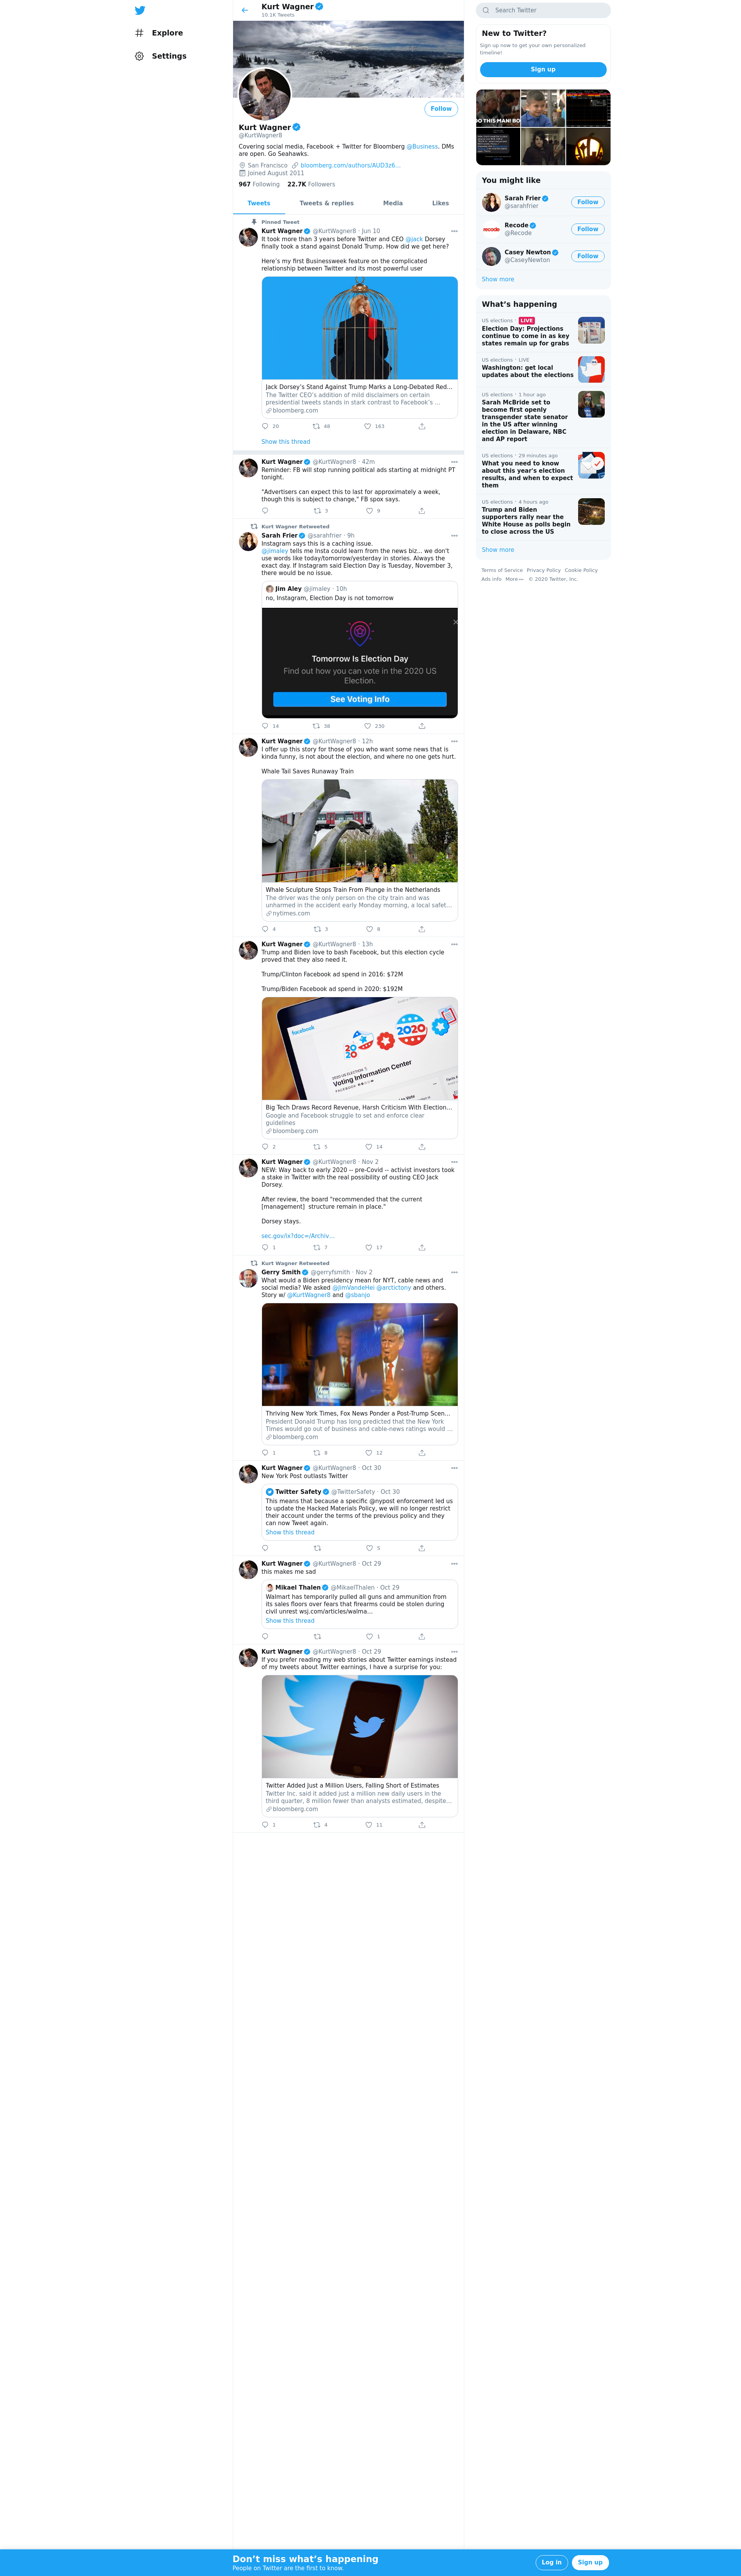 Explore
Settings
Kurt Wagner
10.1K Tweets
Follow
Kurt Wagner
@KurtWagner8
Covering social media, Facebook + Twitter for Bloomberg @Business. DMs
are open. Go Seahawks.
San Francisco bloomberg.com/authors/AUD3z6…
Joined August 2011
967 Following 22.7K Followers
Tweets Tweets & replies Media Likes
Pinned Tweet
Kurt Wagner @KurtWagner8 · Jun 10
It took more than 3 years before Twitter and CEO @jack Dorsey
finally took a stand against Donald Trump. How did we get here?
Here's my first Businessweek feature on the complicated
relationship between Twitter and its most powerful user
Jack Dorsey's Stand Against Trump Marks a Long-Debated Red...
The Twitter CEO's addition of mild disclaimers on certain
presidential tweets stands in stark contrast to Facebook's ...
bloomberg.com
20 48 163
Show this thread
Kurt Wagner @KurtWagner8 · 42m
Reminder: FB will stop running political ads starting at midnight PT
tonight.
"Advertisers can expect this to last for approximately a week,
though this is subject to change," FB spox says.
3 9
Kurt Wagner Retweeted
Sarah Frier @sarahfrier · 9h
Instagram says this is a caching issue.
@jimaley tells me Insta could learn from the news biz... we don't
use words like today/tomorrow/yesterday in stories. Always the
exact day. If Instagram said Election Day is Tuesday, November 3,
there would be no issue.
Jim Aley @jimaley · 10h
no, Instagram, Election Day is not tomorrow
Tomorrow Is Election Day
Find out how you can vote in the 2020 US
Election.
See Voting Info
14 38 230
Kurt Wagner @KurtWagner8 · 12h
I offer up this story for those of you who want some news that is
kinda funny, is not about the election, and where no one gets hurt.
Whale Tail Saves Runaway Train
Whale Sculpture Stops Train From Plunge in the Netherlands
The driver was the only person on the city train and was
unharmed in the accident early Monday morning, a local safet...
nytimes.com
4 3 8
Kurt Wagner @KurtWagner8 · 13h
Trump and Biden love to bash Facebook, but this election cycle
proved that they also need it.
Trump/Clinton Facebook ad spend in 2016: $72M
Trump/Biden Facebook ad spend in 2020: $192M
facebook
2020
Voting Information Center
FACEBOOK
Big Tech Draws Record Revenue, Harsh Criticism With Election...
Google and Facebook struggle to set and enforce clear
guidelines
bloomberg.com
2 5 14
Kurt Wagner @KurtWagner8 · Nov 2
NEW: Way back to early 2020 -- pre-Covid -- activist investors took
a stake in Twitter with the real possibility of ousting CEO Jack
Dorsey.
After review, the board "recommended that the current
[management] structure remain in place."
Dorsey stays.
sec.gov/ix?doc=/Archiv…
1 7 17
Kurt Wagner Retweeted
Gerry Smith @gerryfsmith · Nov 2
What would a Biden presidency mean for NYT, cable news and
social media? We asked @JimVandeHei @arctictony and others.
Story w/ @KurtWagner8 and @sbanjo
Thriving New York Times, Fox News Ponder a Post-Trump Scen...
President Donald Trump has long predicted that the New York
Times would go out of business and cable-news ratings would ...
bloomberg.com
1 8 12
Kurt Wagner @KurtWagner8 · Oct 30
New York Post outlasts Twitter
Twitter Safety @TwitterSafety · Oct 30
This means that because a specific @nypost enforcement led us
to update the Hacked Materials Policy, we will no longer restrict
their account under the terms of the previous policy and they
can now Tweet again.
Show this thread
5
Kurt Wagner @KurtWagner8 · Oct 29
this makes me sad
Mikael Thalen @MikaelThalen · Oct 29
Walmart has temporarily pulled all guns and ammunition from
its sales floors over fears that firearms could be stolen during
civil unrest wsj.com/articles/walma…
Show this thread
1
Kurt Wagner @KurtWagner8 · Oct 29
If you prefer reading my web stories about Twitter earnings instead
of my tweets about Twitter earnings, I have a surprise for you:
Twitter Added Just a Million Users, Falling Short of Estimates
Twitter Inc. said it added just a million new daily users in the
third quarter, 8 million fewer than analysts estimated, despite...
bloomberg.com
1 4 11
Search Twitter
New to Twitter?
Sign up now to get your own personalized
timeline!
Sign up
O THIS MAN! BO
You might like
Sarah Frier
@sarahfrier
Follow
recode
Recode
@Recode
Follow
Casey Newton
@CaseyNewton
Follow
Show more
What's happening
US elections · LIVE
Election Day: Projections
continue to come in as key
states remain up for grabs
US elections · LIVE
Washington: get local
updates about the elections
US elections · 1 hour ago
Sarah McBride set to
become first openly
transgender state senator
in the US after winning
election in Delaware, NBC
and AP report
US elections · 29 minutes ago
What you need to know
about this year's election
results, and when to expect
them
US elections · 4 hours ago
Trump and Biden
supporters rally near the
White House as polls begin
to close across the US
Show more
Terms of Service Privacy Policy Cookie Policy
Ads info More © 2020 Twitter, Inc.
Don't miss what's happening
People on Twitter are the first to know.
Log in Sign up